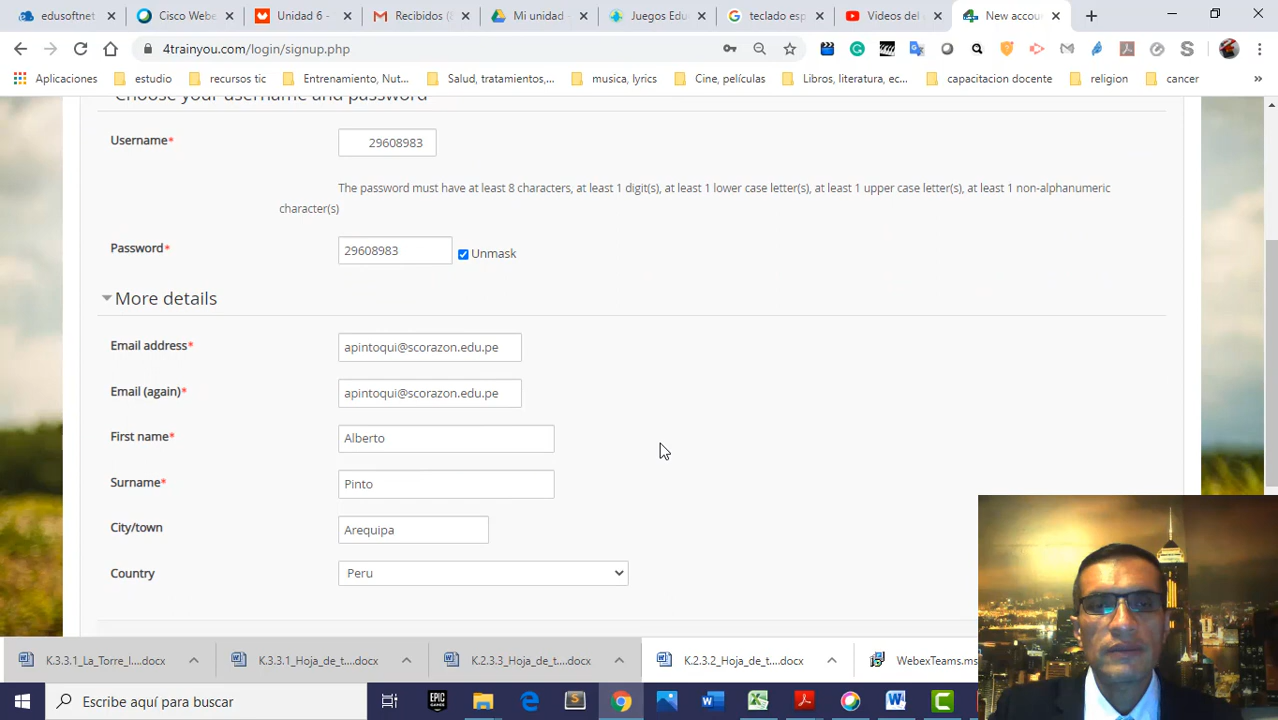 edusoftnet
Cisco Webe
Unidad 6 -
Recibidos (2
Mi unidad -
Juegos Edu
teclado esp
Videos del
New accou
4trainyou.com/login/signup.php
Aplicaciones
estudio
recursos tic
Entrenamiento, Nut...
Salud, tratamientos,...
musica, lyrics
Cine, películas
Libros, literatura, ec...
capacitacion docente
religion
cancer
»
Choose your username and password
Username*
29608983
The password must have at least 8 characters, at least 1 digit(s), at least 1 lower case letter(s), at least 1 upper case letter(s), at least 1 non-alphanumeric
character(s)
Password*
29608983
Unmask
More details
Email address*
apintoqui@scorazon.edu.pe
Email (again)*
apintoqui@scorazon.edu.pe
First name*
Alberto
Surname*
Pinto
City/town
Arequipa
Country
Peru
K.3.3.1_La_Torre_I....docx
K.3.3.1_Hoja_de_t....docx
K.2.3.3_Hoja_de_t....docx
K.2.3.2_Hoja_de_t....docx
WebexTeams.ms
Escribe aquí para buscar